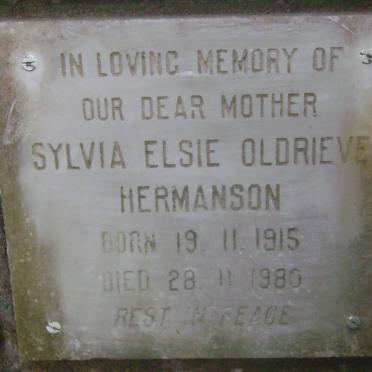 IN LOVING MEMORY OF
OUR DEAR MOTHER
SYLVIA ELSIE OLDRIEVE
HERMANSON
BORN 19. 11. 1915
DIED 28. 11. 1980
REST IN PEACE